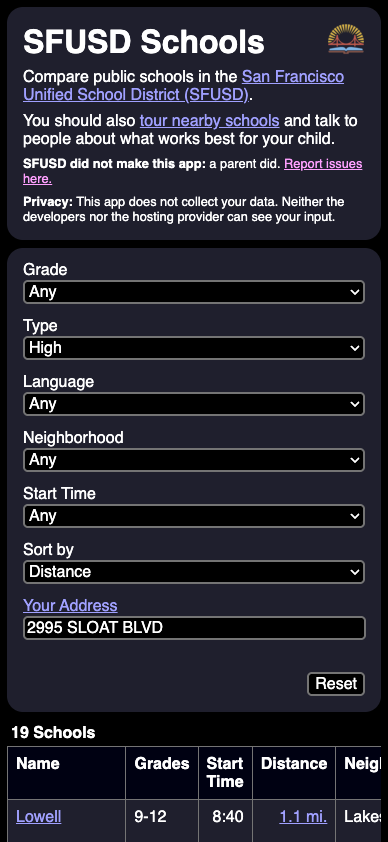 SFUSD Schools
Compare public schools in the San Francisco
Unified School District (SFUSD).
You should also tour nearby schools and talk to
people about what works best for your child.
SFUSD did not make this app: a parent did. Report issues
here.
Privacy: This app does not collect your data. Neither the
developers nor the hosting provider can see your input.
Grade
Any
Type
High
Language
Any
Neighborhood
Any
Start Time
Any
Sort by
Distance
Your Address
2995 SLOAT BLVD
Reset
19 Schools
Name Grades Start Time Distance Neigh
Lowell 9-12 8:40 1.1 mi. Lakes